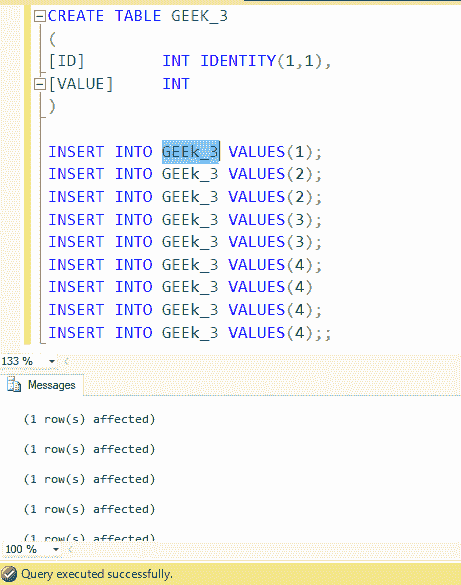 CREATE TABLE GEEK_3
(
[ID] INT IDENTITY(1,1),
[VALUE] INT
)
INSERT INTO GEEk_3 VALUES(1);
INSERT INTO GEEk_3 VALUES(2);
INSERT INTO GEEk_3 VALUES(2);
INSERT INTO GEEk_3 VALUES(3);
INSERT INTO GEEk_3 VALUES(3);
INSERT INTO GEEk_3 VALUES(4);
INSERT INTO GEEk_3 VALUES(4)
INSERT INTO GEEk_3 VALUES(4);
INSERT INTO GEEk_3 VALUES(4);;
133 %
Messages
(1 row(s) affected)
(1 row(s) affected)
(1 row(s) affected)
(1 row(s) affected)
(1 row(s) affected)
100 %
Query executed successfully.